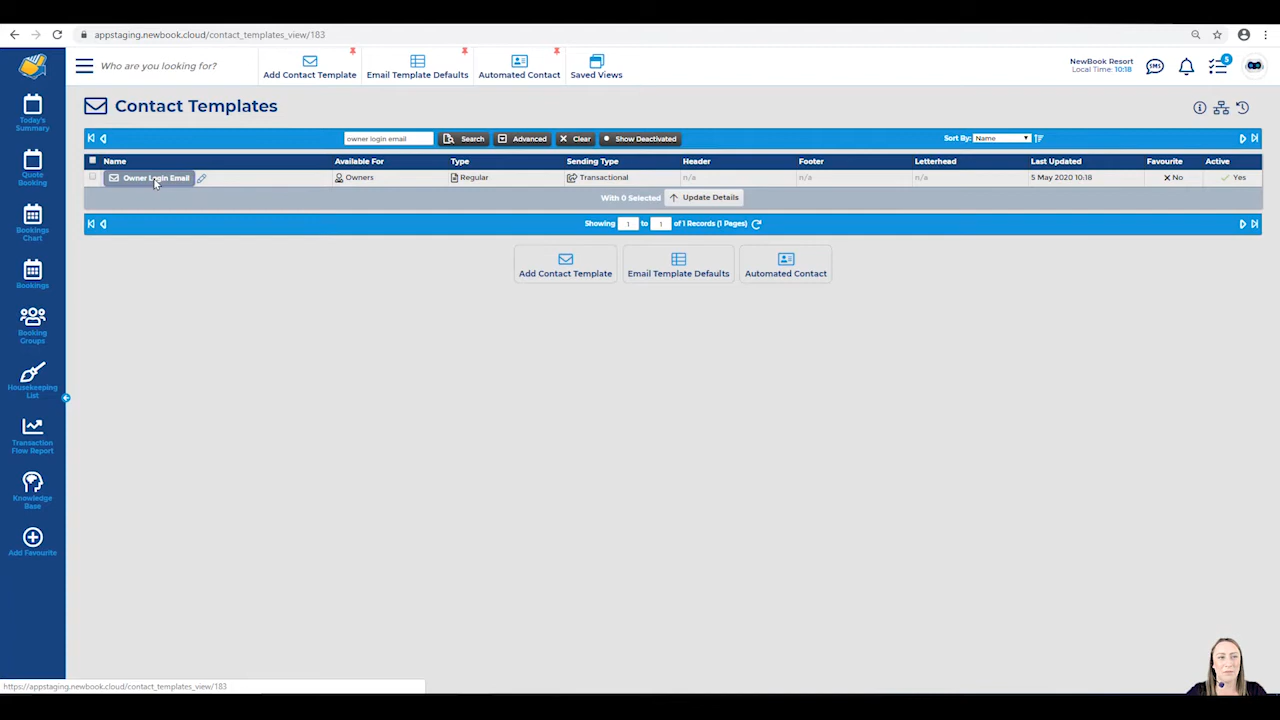 appstaging.newbook.cloud/contact_templates_view/183
Who are you looking for?
Add Contact Template
Email Template Defaults
Automated Contact
Saved Views
NewBook Resort
Local Time: 10:18
SMS
5
Today's
Summary
Quote
Booking
Bookings
Chart
Bookings
Booking
Groups
Housekeeping
List
Transaction
Flow Report
Knowledge
Base
Add Favourite
Contact Templates
owner login email
Search
Advanced
Clear
Show Deactivated
Sort By:
Name
Name
Available For
Type
Sending Type
Header
Footer
Letterhead
Last Updated
Favourite
Active
Owner Login Email
Owners
Regular
Transactional
n/a
n/a
n/a
5 May 2020 10:18
No
Yes
With 0 Selected
Update Details
Showing 1 to 1 of 1 Records (1 Pages)
Add Contact Template
Email Template Defaults
Automated Contact
https://appstaging.newbook.cloud/contact_templates_view/183